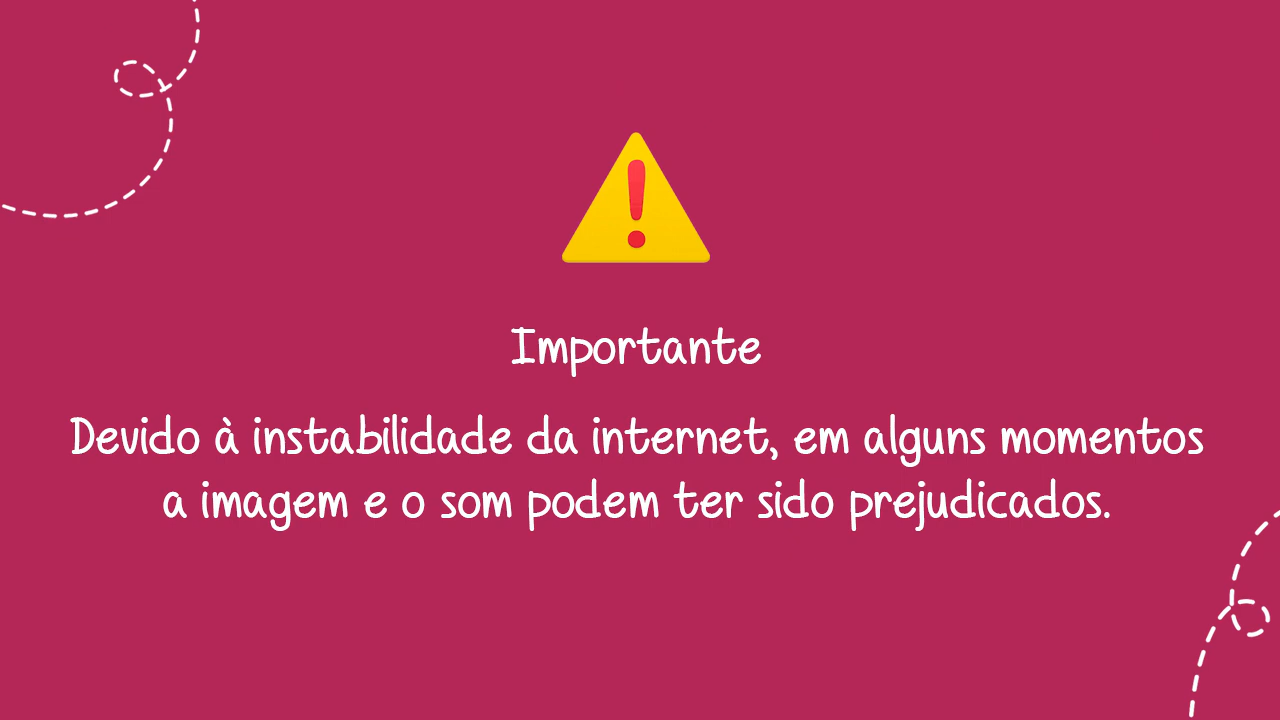 Importante
Devido à instabilidade da internet, em alguns momentos
a imagem e o som podem ter sido prejudicados.